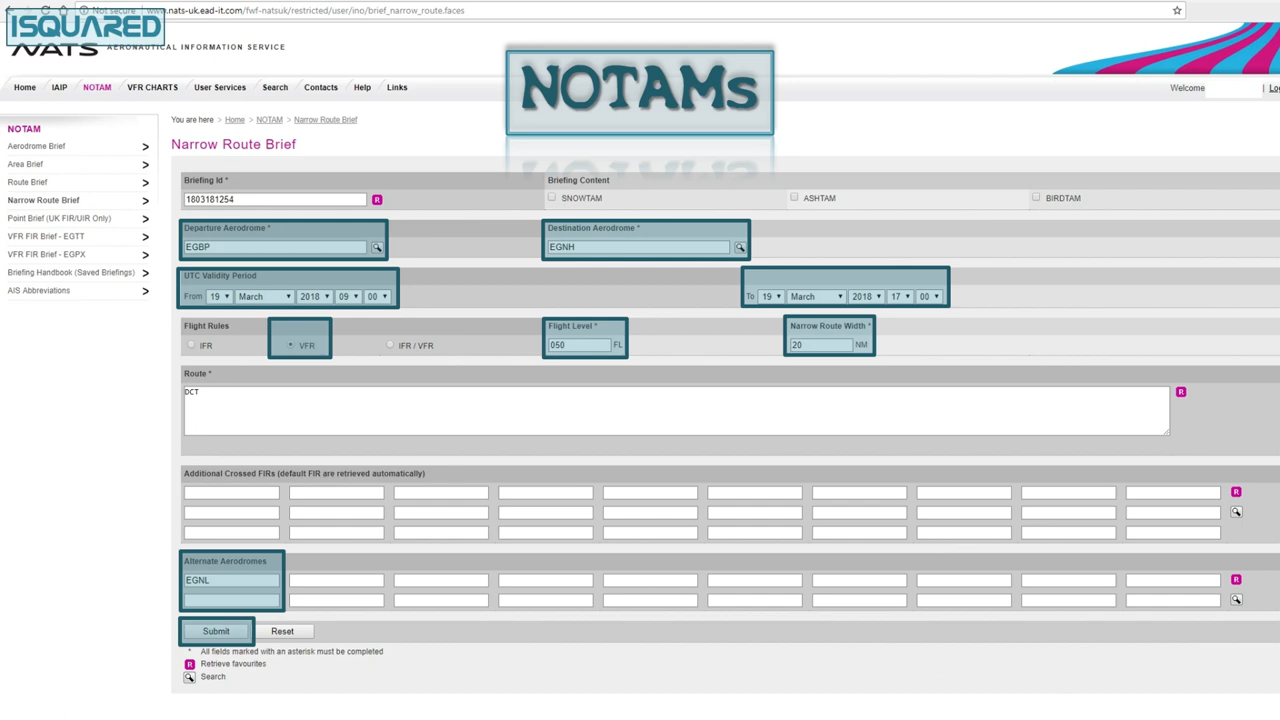 ISQUARED
Not secure | www.nats-uk.ead-it.com/fwf-natsuk/restricted/user/ino/brief_narrow_route.faces
NATS AERONAUTICAL INFORMATION SERVICE
NOTAMs
Home IAIP NOTAM VFR CHARTS User Services Search Contacts Help Links Welcome | Lo
You are here > Home > NOTAM > Narrow Route Brief
NOTAM
Aerodrome Brief >
Area Brief >
Route Brief >
Narrow Route Brief >
Point Brief (UK FIR/UIR Only) >
VFR FIR Brief - EGTT >
VFR FIR Brief - EGPX >
Briefing Handbook (Saved Briefings) >
AIS Abbreviations >
Narrow Route Brief
Briefing Id * Briefing Content
1803181254 R SNOWTAM ASHTAM BIRDTAM
Departure Aerodrome * Destination Aerodrome *
EGBP EGNH
UTC Validity Period
From 19 March 2018 09 00 To 19 March 2018 17 00
Flight Rules Flight Level * Narrow Route Width *
IFR VFR IFR / VFR 050 FL 20 NM
Route *
DCT R
Additional Crossed FIRs (default FIR are retrieved automatically)
R
Alternate Aerodromes
EGNL R
Submit Reset
* All fields marked with an asterisk must be completed
R Retrieve favourites
Search